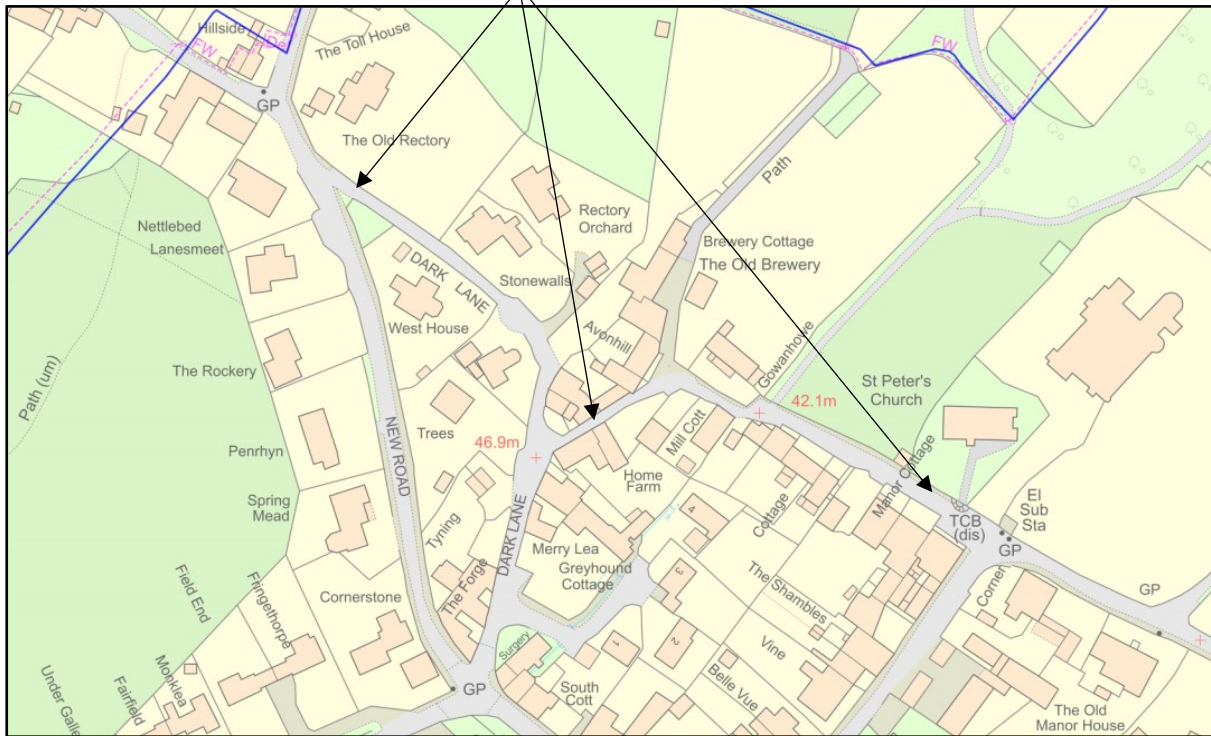 Hillside
FW
Def
The Toll House
GP
The Old Rectory
FW
Path
Nettlebed
Lanesmeet
Rectory
Orchard
Brewery Cottage
The Old Brewery
DARK LANE
Stonewalls
West House
Avonhill
Gowanhowe
St Peter's
Church
42.1m
Path (um)
The Rockery
NEW ROAD
Trees
46.9m
Mill Cott
Penrhyn
Home
Farm
Manor Cottage
Spring
Mead
Tyning
DARK LANE
Cottage
El
Sub
Sta
TCB
(dis)
GP
4
Merry Lea
Greyhound
Cottage
The Shambles
Corner
GP
Field End
Fringethorpe
Cornerstone
The Forge
3
Surgery
1
2
Vine
Monklea
Fairfield
Under Galle
GP
South
Cott
Belle Vue
The Old
Manor House